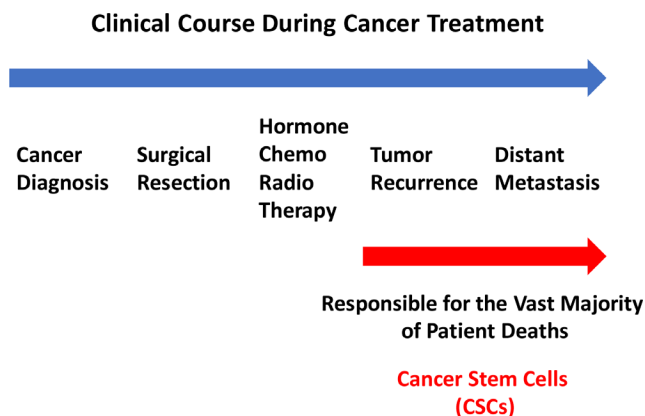 Clinical Course During Cancer Treatment
Cancer
Diagnosis
Surgical
Resection
Hormone
Chemo
Radio
Therapy
Tumor
Recurrence
Distant
Metastasis
Responsible for the Vast Majority
of Patient Deaths
Cancer Stem Cells
(CSCs)